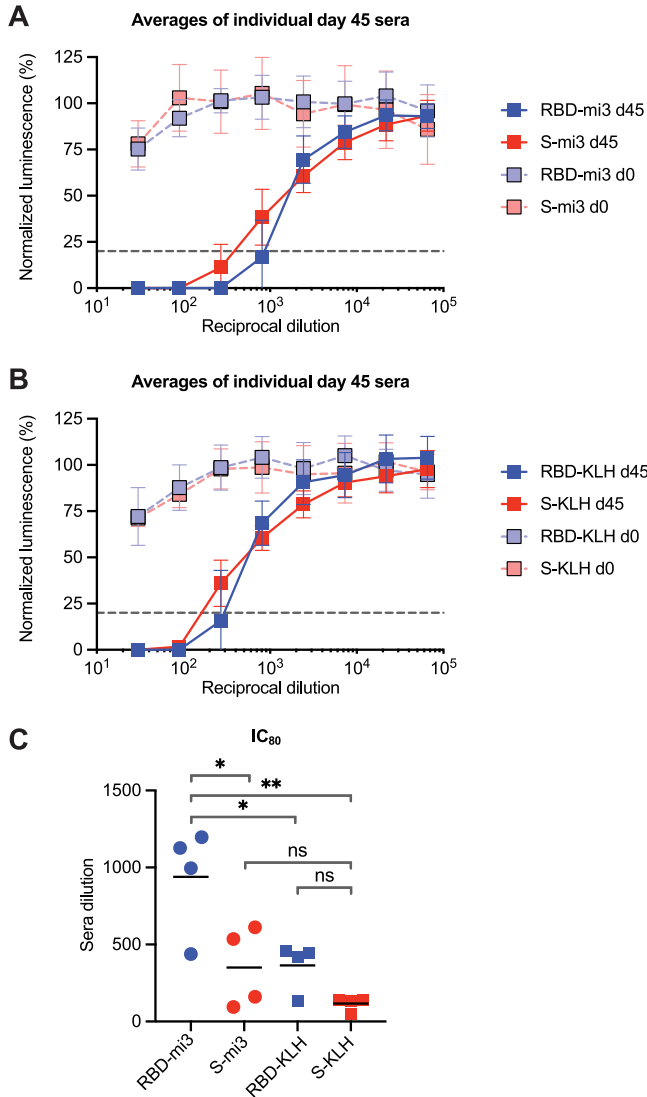 A
Averages of individual day 45 sera
Normalized luminescence (%)
125
100
75
50
25
0
10¹ 10² 10³ 10⁴ 10⁵
Reciprocal dilution
RBD-mi3 d45
S-mi3 d45
RBD-mi3 d0
S-mi3 d0
B
Averages of individual day 45 sera
Normalized luminescence (%)
125
100
75
50
25
0
10¹ 10² 10³ 10⁴ 10⁵
Reciprocal dilution
RBD-KLH d45
S-KLH d45
RBD-KLH d0
S-KLH d0
C
IC₈₀
Sera dilution
1500
1000
500
0
*
**
*
ns
ns
RBD-mi3
S-mi3
RBD-KLH
S-KLH